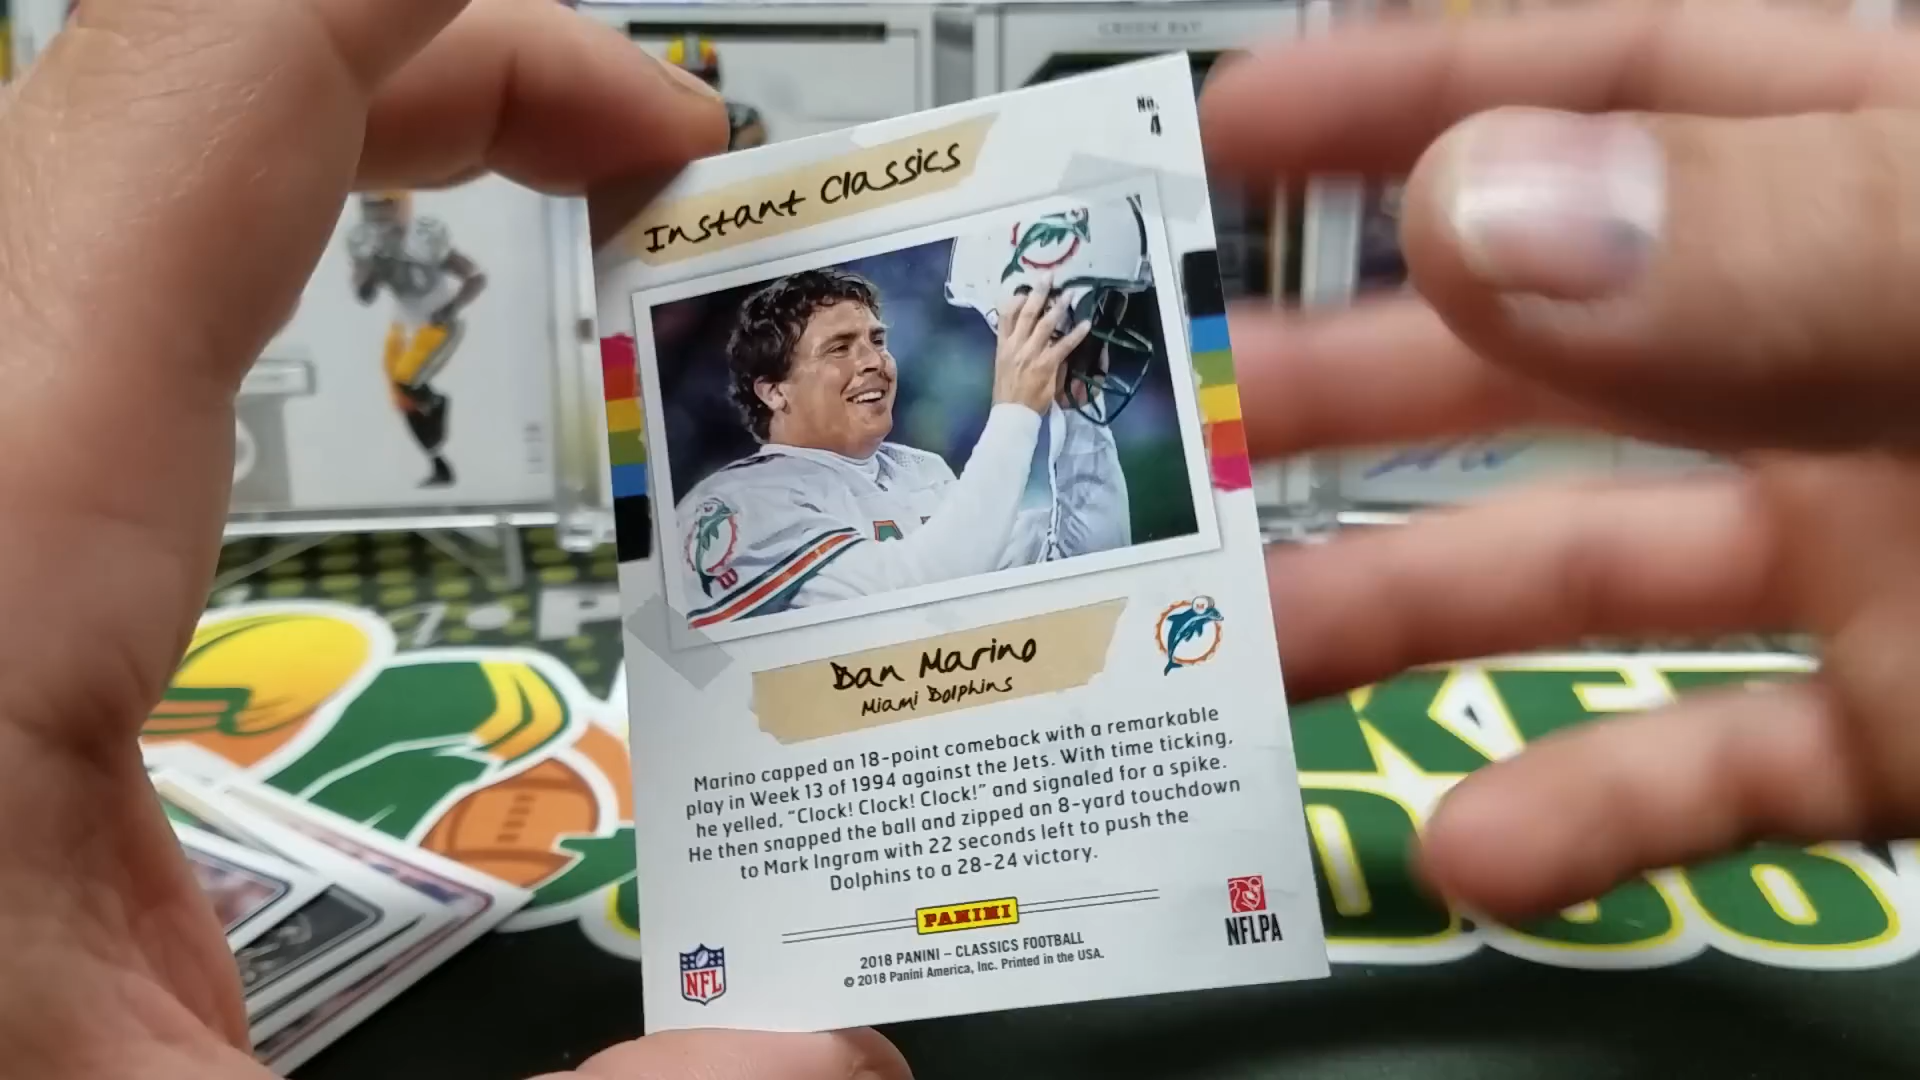 GREEN BAY
No.
4
Instant Classics
Dan Marino
Miami Dolphins
Marino capped an 18-point comeback with a remarkable
play in Week 13 of 1994 against the Jets. With time ticking,
he yelled, "Clock! Clock! Clock!" and signaled for a spike.
He then snapped the ball and zipped an 8-yard touchdown
to Mark Ingram with 22 seconds left to push the
Dolphins to a 28-24 victory.
PANINI
2018 PANINI – CLASSICS FOOTBALL
© 2018 Panini America, Inc. Printed in the USA.
NFL
NFLPA